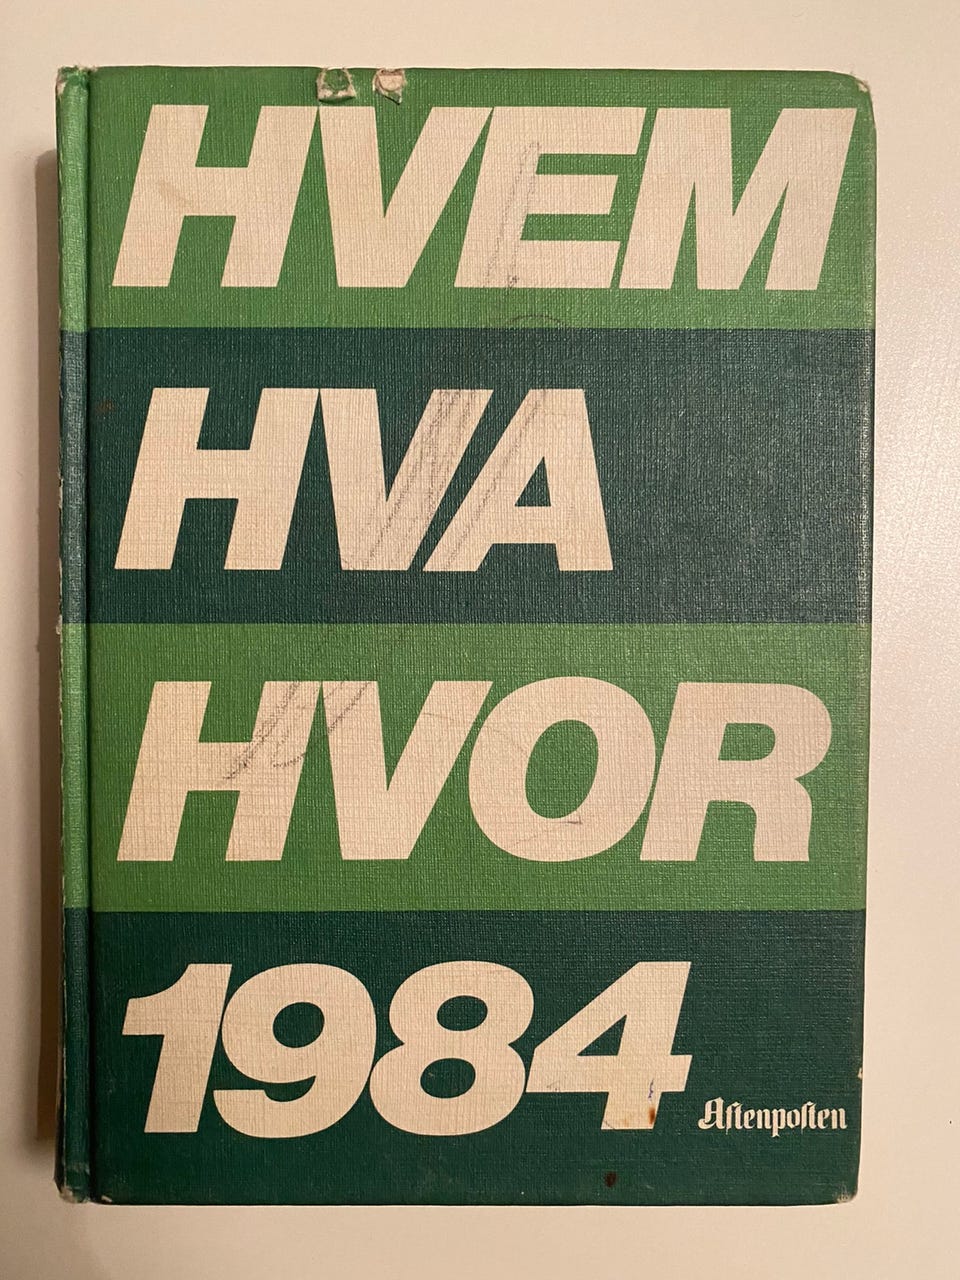 HVEM
HVA
HVOR
1984
Aftenposten